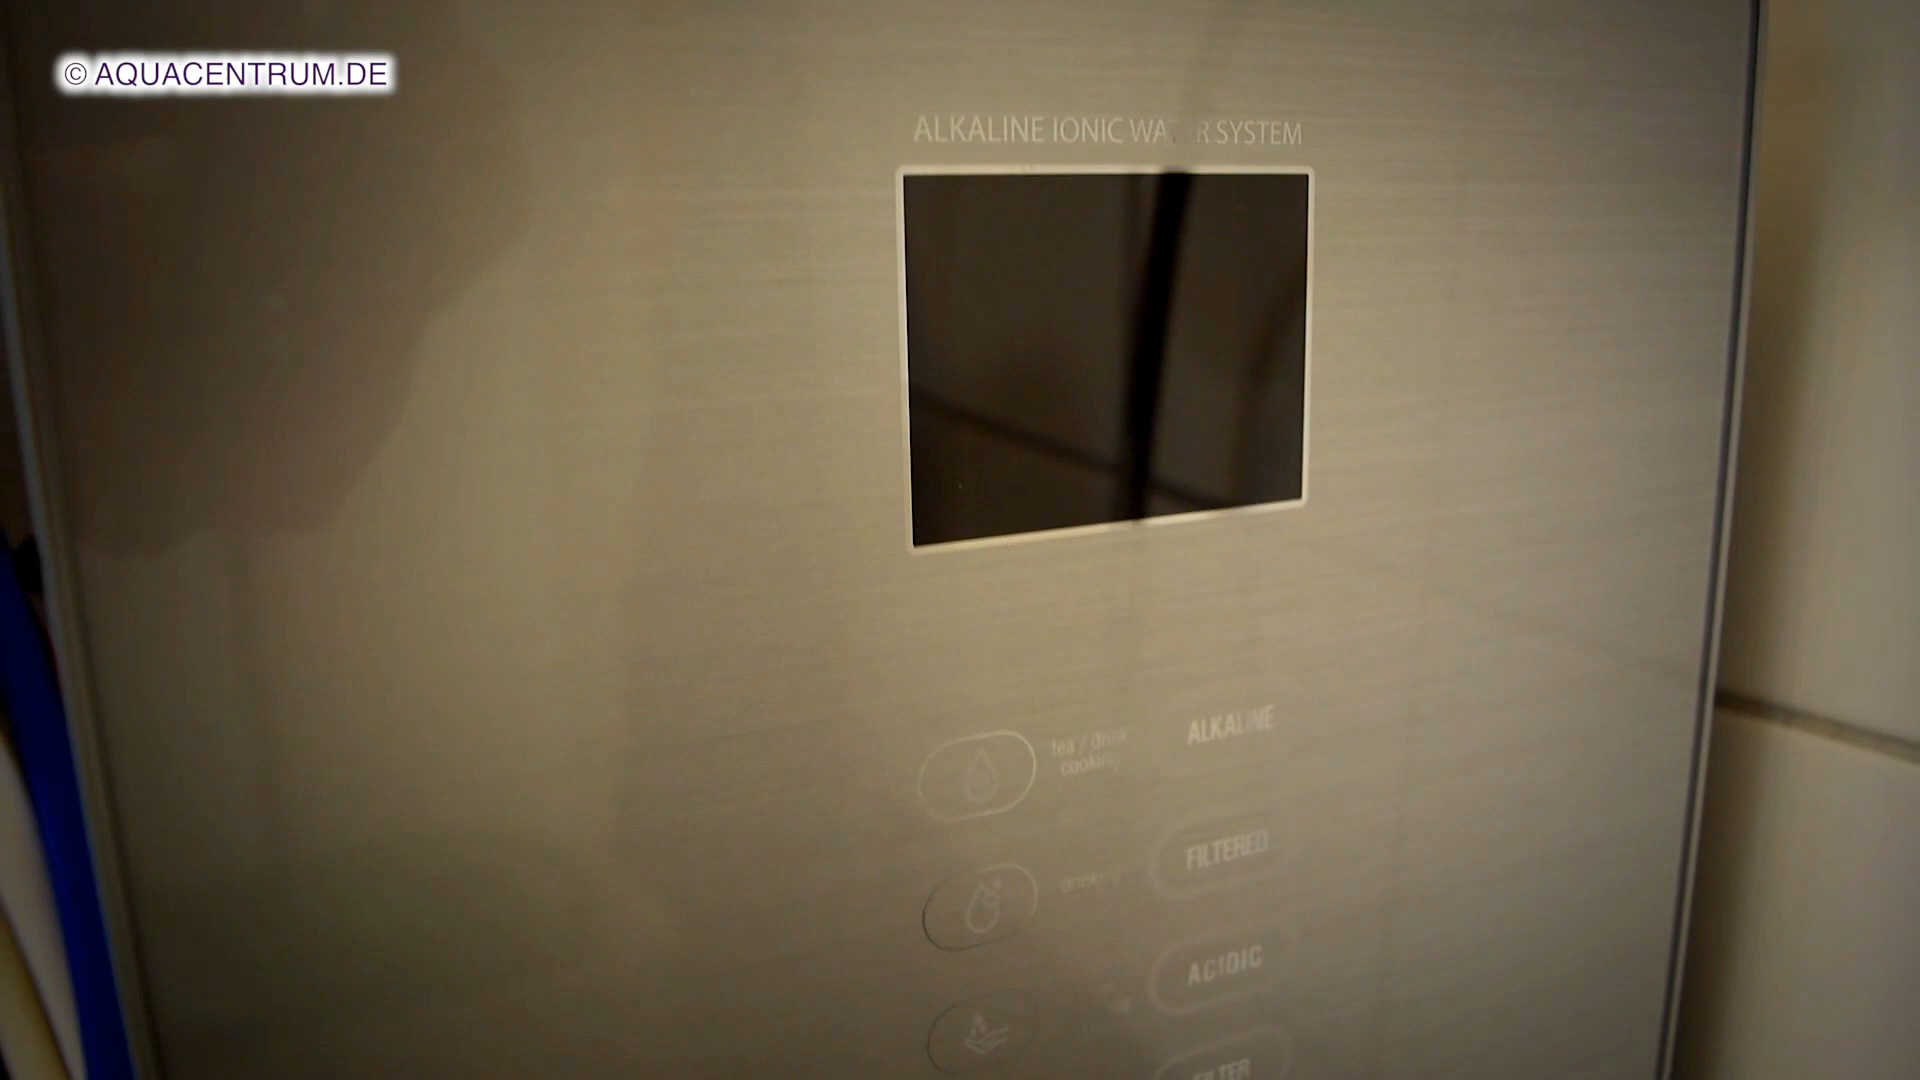 © AQUACENTRUM.DE
ALKALINE IONIC WATER SYSTEM
tea / drink
cooking
ALKALINE
FILTERED
ACIDIC
FILTER